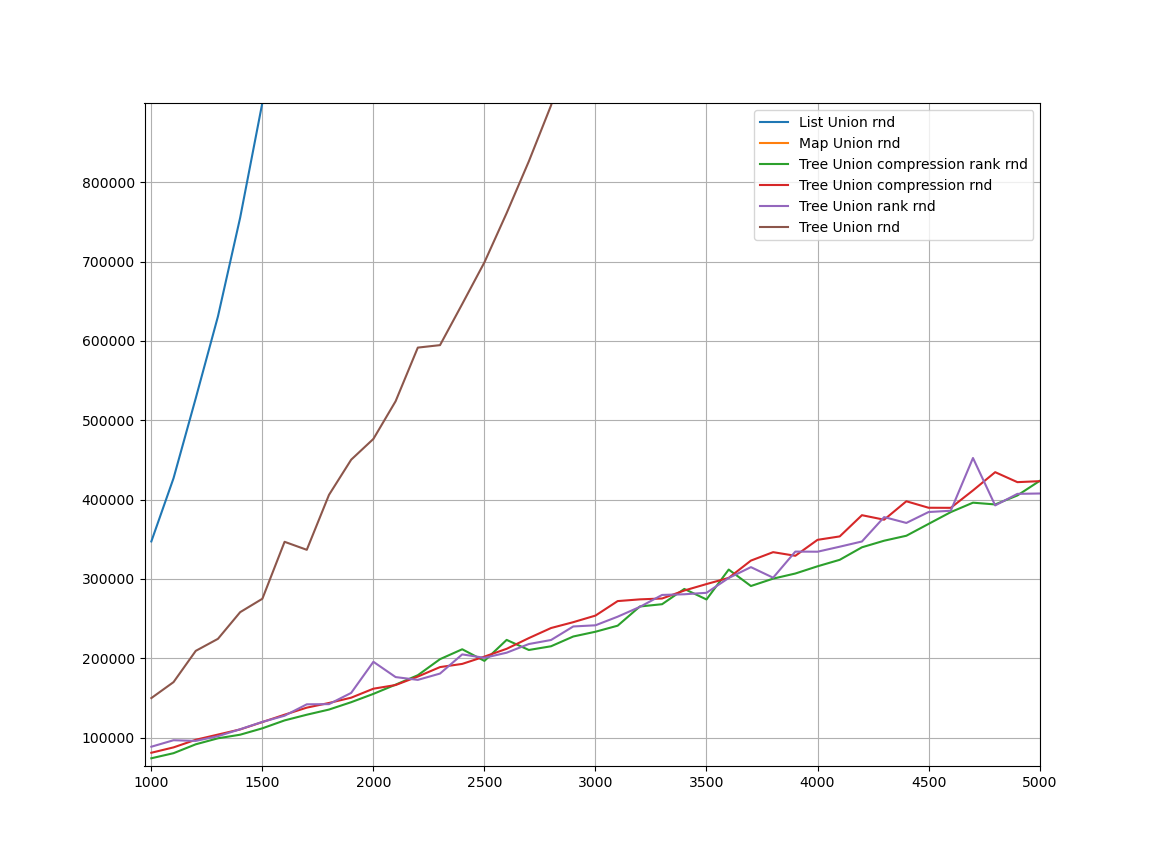 List Union rnd
Map Union rnd
Tree Union compression rank rnd
Tree Union compression rnd
Tree Union rank rnd
Tree Union rnd
800000
700000
600000
500000
400000
300000
200000
100000
1000 1500 2000 2500 3000 3500 4000 4500 5000